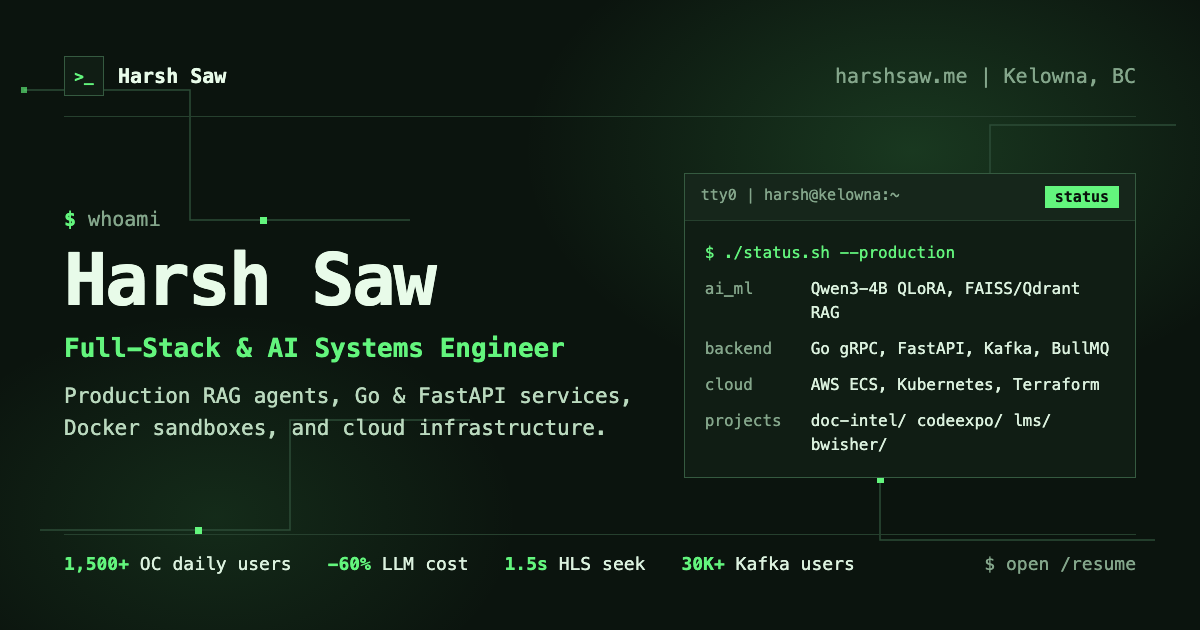 >_ Harsh Saw
harshsaw.me | Kelowna, BC
$ whoami
Harsh Saw
Full-Stack & AI Systems Engineer
Production RAG agents, Go & FastAPI services,
Docker sandboxes, and cloud infrastructure.
tty0 | harsh@kelowna:~
status
$ ./status.sh --production
ai_ml Qwen3-4B QLoRA, FAISS/Qdrant
RAG
backend Go gRPC, FastAPI, Kafka, BullMQ
cloud AWS ECS, Kubernetes, Terraform
projects doc-intel/ codeexpo/ lms/
bwisher/
1,500+ OC daily users -60% LLM cost 1.5s HLS seek 30K+ Kafka users $ open /resume